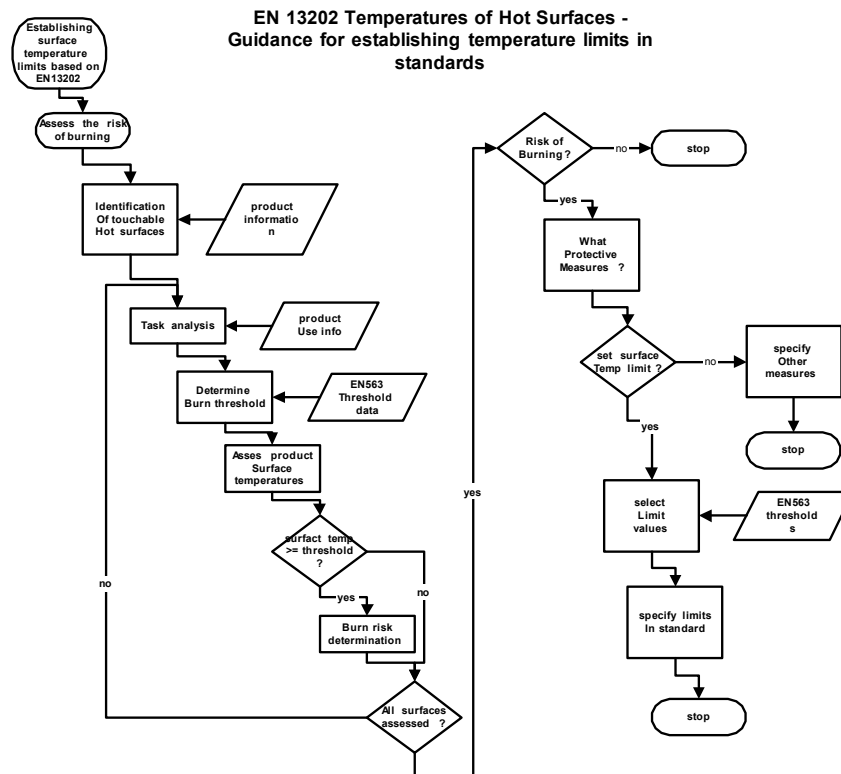 EN 13202 Temperatures of Hot Surfaces -
Guidance for establishing temperature limits in
standards
Establishing
surface
temperature
limits based on
EN13202
Assess the risk
of burning
Identification
Of touchable
Hot surfaces
product
informatio
n
Task analysis
product
Use info
Determine
Burn threshold
EN563
Threshold
data
Asses product
Surface
temperatures
surfact temp
>= threshold
?
yes
no
Burn risk
determination
no
All surfaces
assessed ?
yes
Risk of
Burning ?
no
stop
yes
What
Protective
Measures ?
set surface
Temp limit ?
no
specify
Other
measures
stop
yes
select
Limit
values
EN563
threshold
s
specify limits
In standard
stop